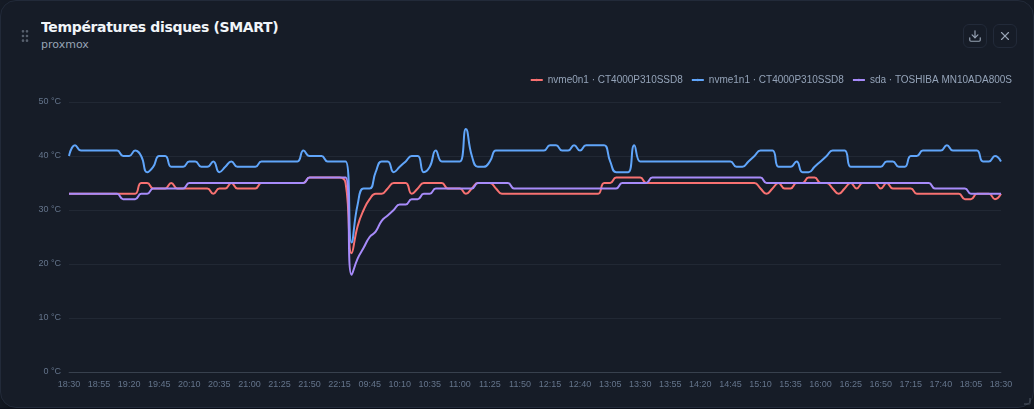 Températures disques (SMART)
proxmox
nvme0n1 · CT4000P310SSD8 nvme1n1 · CT4000P310SSD8 sda · TOSHIBA MN10ADA800S
50 °C
40 °C
30 °C
20 °C
10 °C
0 °C
18:30 18:55 19:20 19:45 20:10 20:35 21:00 21:25 21:50 22:15 09:45 10:10 10:35 11:00 11:25 11:50 12:15 12:40 13:05 13:30 13:55 14:20 14:45 15:10 15:35 16:00 16:25 16:50 17:15 17:40 18:05 18:30